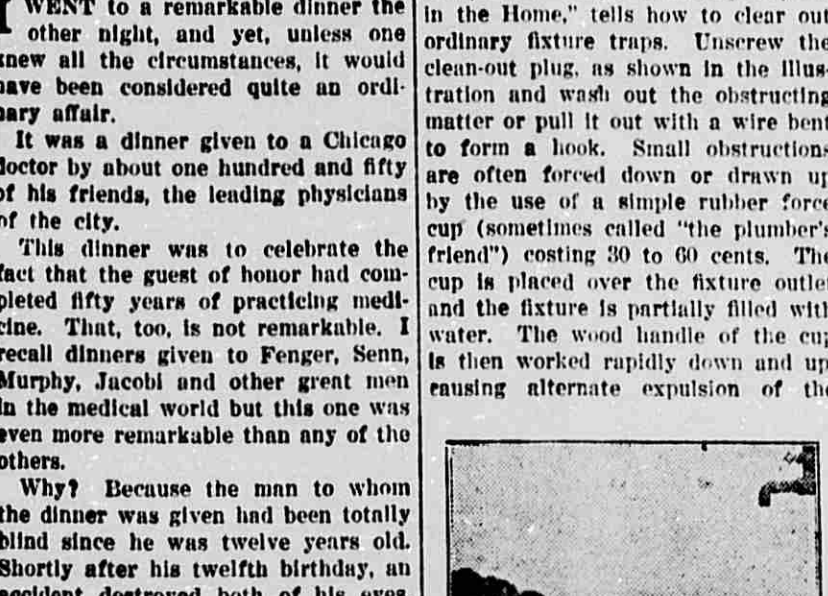 I WENT to a remarkable dinner the
other night, and yet, unless one
knew all the circumstances, it would
have been considered quite an ordi-
nary affair.
It was a dinner given to a Chicago
doctor by about one hundred and fifty
of his friends, the leading physicians
of the city.
This dinner was to celebrate the
fact that the guest of honor had com-
pleted fifty years of practicing medi-
cine. That, too, is not remarkable. I
recall dinners given to Fenger, Senn,
Murphy, Jacobi and other great men
in the medical world but this one was
even more remarkable than any of the
others.
Why? Because the man to whom
the dinner was given had been totally
blind since he was twelve years old.
Shortly after his twelfth birthday, an
accident destroyed both of his eyes.
in the Home," tells how to clear out
ordinary fixture traps. Unscrew the
clean-out plug, as shown in the illus-
tration and wash out the obstructing
matter or pull it out with a wire bent
to form a hook. Small obstructions
are often forced down or drawn up
by the use of a simple rubber force
cup (sometimes called "the plumber's
friend") costing 30 to 60 cents. The
cup is placed over the fixture outlet
and the fixture is partially filled with
water. The wood handle of the cup
is then worked rapidly down and up
causing alternate expulsion of the